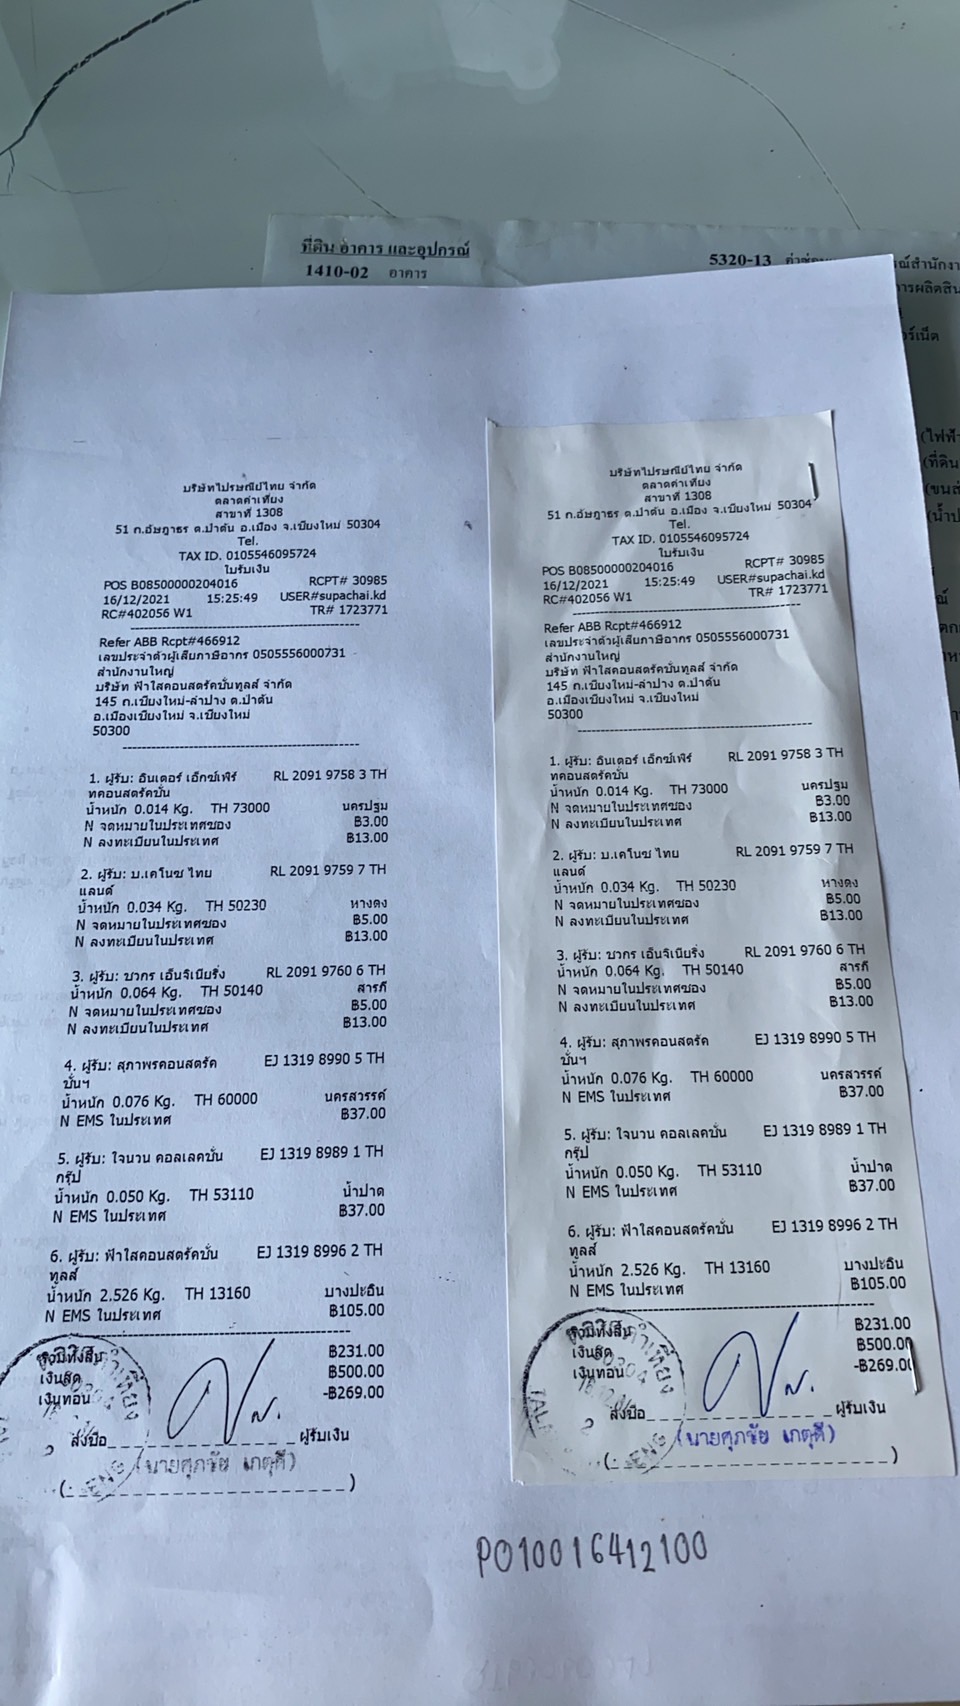 ที่ดิน อาคาร และอุปกรณ์
1410-02 อาคาร
5320-13
บริษัทไปรษณีย์ไทย จำกัด
ตลาดคำเที่ยง
สาขาที่ 1308
51 ถ.อัษฎาธร ต.ป่าตัน อ.เมือง จ.เชียงใหม่ 50304
Tel.
TAX ID. 0105546095724
ใบรับเงิน
POS B08500000204016 RCPT# 30985
16/12/2021 15:25:49 USER#supachai.kd
RC#402056 W1 TR# 1723771
Refer ABB Rcpt#466912
เลขประจำตัวผู้เสียภาษีอากร 0505556000731
สำนักงานใหญ่
บริษัท ฟ้าใสคอนสตรัคชั่นทูลส์ จำกัด
145 ถ.เชียงใหม่-ลำปาง ต.ป่าตัน
อ.เมืองเชียงใหม่ จ.เชียงใหม่
50300
1. ผู้รับ: อินเตอร์ เอ็กซ์เพิร์ RL 2091 9758 3 TH
ทคอนสตรัคชั่น
น้ำหนัก 0.014 Kg. TH 73000 นครปฐม
N จดหมายในประเทศซอง ฿3.00
N ลงทะเบียนในประเทศ ฿13.00
2. ผู้รับ: บ.เคโนซ ไทย RL 2091 9759 7 TH
แลนด์
น้ำหนัก 0.034 Kg. TH 50230 หางดง
N จดหมายในประเทศซอง ฿5.00
N ลงทะเบียนในประเทศ ฿13.00
3. ผู้รับ: ชวกร เอ็นจิเนียริ่ง RL 2091 9760 6 TH
น้ำหนัก 0.064 Kg. TH 50140 สารภี
N จดหมายในประเทศซอง ฿5.00
N ลงทะเบียนในประเทศ ฿13.00
4. ผู้รับ: สุภาพรคอนสตรัค EJ 1319 8990 5 TH
ชั่นฯ
น้ำหนัก 0.076 Kg. TH 60000 นครสวรรค์
N EMS ในประเทศ ฿37.00
5. ผู้รับ: ใจนวน คอลเลคชั่น EJ 1319 8989 1 TH
กรุ๊ป
น้ำหนัก 0.050 Kg. TH 53110 น้ำปาด
N EMS ในประเทศ ฿37.00
6. ผู้รับ: ฟ้าใสคอนสตรัคชั่น EJ 1319 8996 2 TH
ทูลส์
น้ำหนัก 2.526 Kg. TH 13160 บางปะอิน
N EMS ในประเทศ ฿105.00
รวมทั้งสิ้น ฿231.00
เงินสด ฿500.00
เงินทอน -฿269.00
ลงชื่อ ผู้รับเงิน
(นายศุภชัย เกตุดี)
บริษัทไปรษณีย์ไทย จำกัด
ตลาดคำเที่ยง
สาขาที่ 1308
51 ถ.อัษฎาธร ต.ป่าตัน อ.เมือง จ.เชียงใหม่ 50304
Tel.
TAX ID. 0105546095724
ใบรับเงิน
POS B08500000204016 RCPT# 30985
16/12/2021 15:25:49 USER#supachai.kd
RC#402056 W1 TR# 1723771
Refer ABB Rcpt#466912
เลขประจำตัวผู้เสียภาษีอากร 0505556000731
สำนักงานใหญ่
บริษัท ฟ้าใสคอนสตรัคชั่นทูลส์ จำกัด
145 ถ.เชียงใหม่-ลำปาง ต.ป่าตัน
อ.เมืองเชียงใหม่ จ.เชียงใหม่
50300
1. ผู้รับ: อินเตอร์ เอ็กซ์เพิร์ RL 2091 9758 3 TH
ทคอนสตรัคชั่น
น้ำหนัก 0.014 Kg. TH 73000 นครปฐม
N จดหมายในประเทศซอง ฿3.00
N ลงทะเบียนในประเทศ ฿13.00
2. ผู้รับ: บ.เคโนซ ไทย RL 2091 9759 7 TH
แลนด์
น้ำหนัก 0.034 Kg. TH 50230 หางดง
N จดหมายในประเทศซอง ฿5.00
N ลงทะเบียนในประเทศ ฿13.00
3. ผู้รับ: ชวกร เอ็นจิเนียริ่ง RL 2091 9760 6 TH
น้ำหนัก 0.064 Kg. TH 50140 สารภี
N จดหมายในประเทศซอง ฿5.00
N ลงทะเบียนในประเทศ ฿13.00
4. ผู้รับ: สุภาพรคอนสตรัค EJ 1319 8990 5 TH
ชั่นฯ
น้ำหนัก 0.076 Kg. TH 60000 นครสวรรค์
N EMS ในประเทศ ฿37.00
5. ผู้รับ: ใจนวน คอลเลคชั่น EJ 1319 8989 1 TH
กรุ๊ป
น้ำหนัก 0.050 Kg. TH 53110 น้ำปาด
N EMS ในประเทศ ฿37.00
6. ผู้รับ: ฟ้าใสคอนสตรัคชั่น EJ 1319 8996 2 TH
ทูลส์
น้ำหนัก 2.526 Kg. TH 13160 บางปะอิน
N EMS ในประเทศ ฿105.00
รวมทั้งสิ้น ฿231.00
เงินสด ฿500.00
เงินทอน -฿269.00
ลงชื่อ ผู้รับเงิน
(นายศุภชัย เกตุดี)
PO10016412100